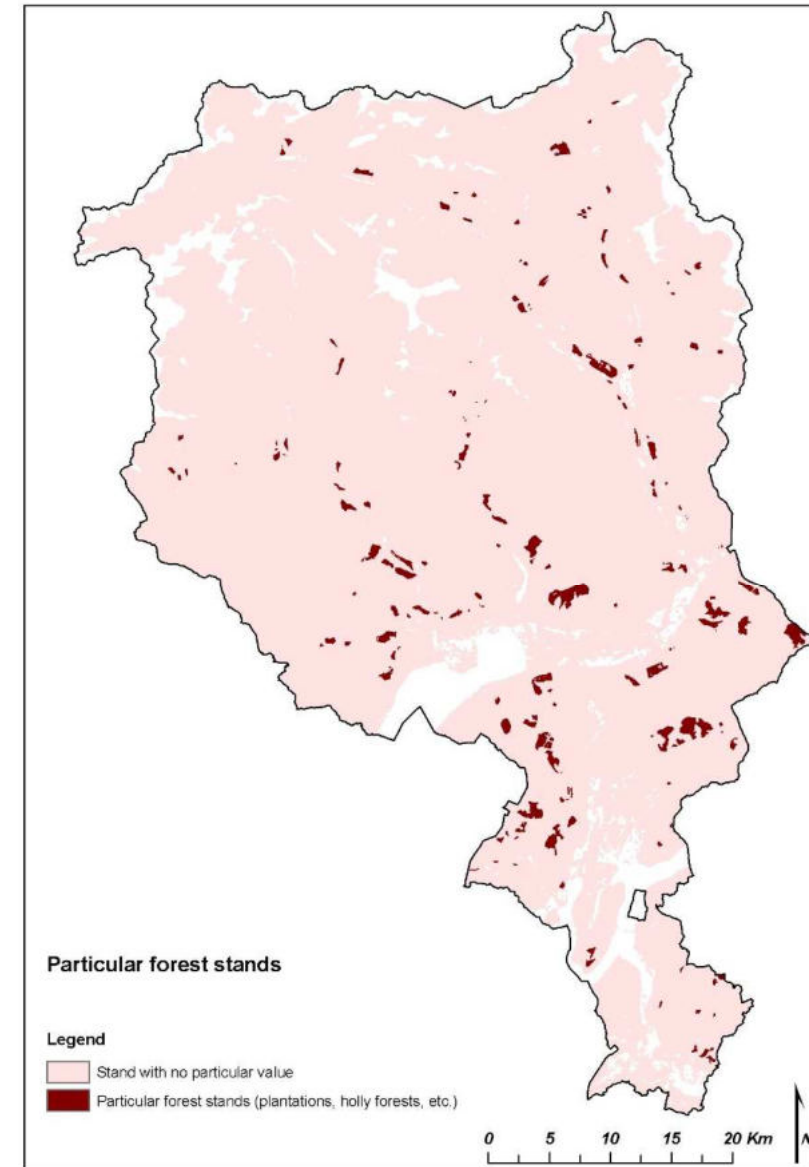 Particular forest stands
Legend
Stand with no particular value
Particular forest stands (plantations, holly forests, etc.)
0 5 10 15 20 Km
N